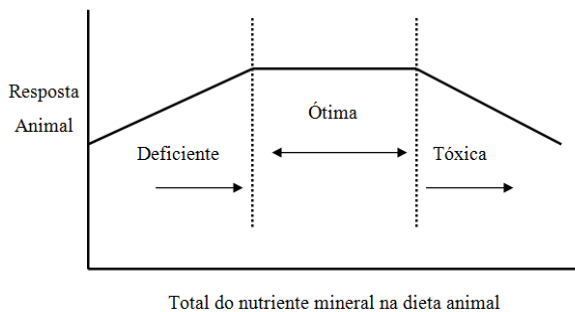 Resposta
Animal
Ótima
Deficiente
Tóxica
Total do nutriente mineral na dieta animal